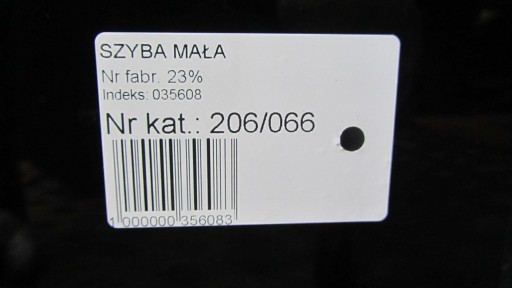 SZYBA MAŁA
Nr fabr. 23%
Indeks: 035608
Nr kat.: 206/066
1 000000 356083